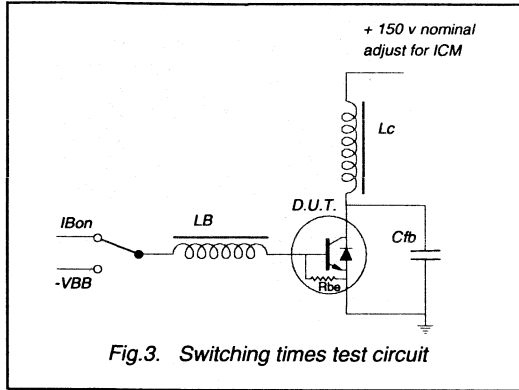 + 150 v nominal
adjust for ICM
Lc
D.U.T.
LB
IBon
Cfb
-VBB
Rbe
Fig.3. Switching times test circuit